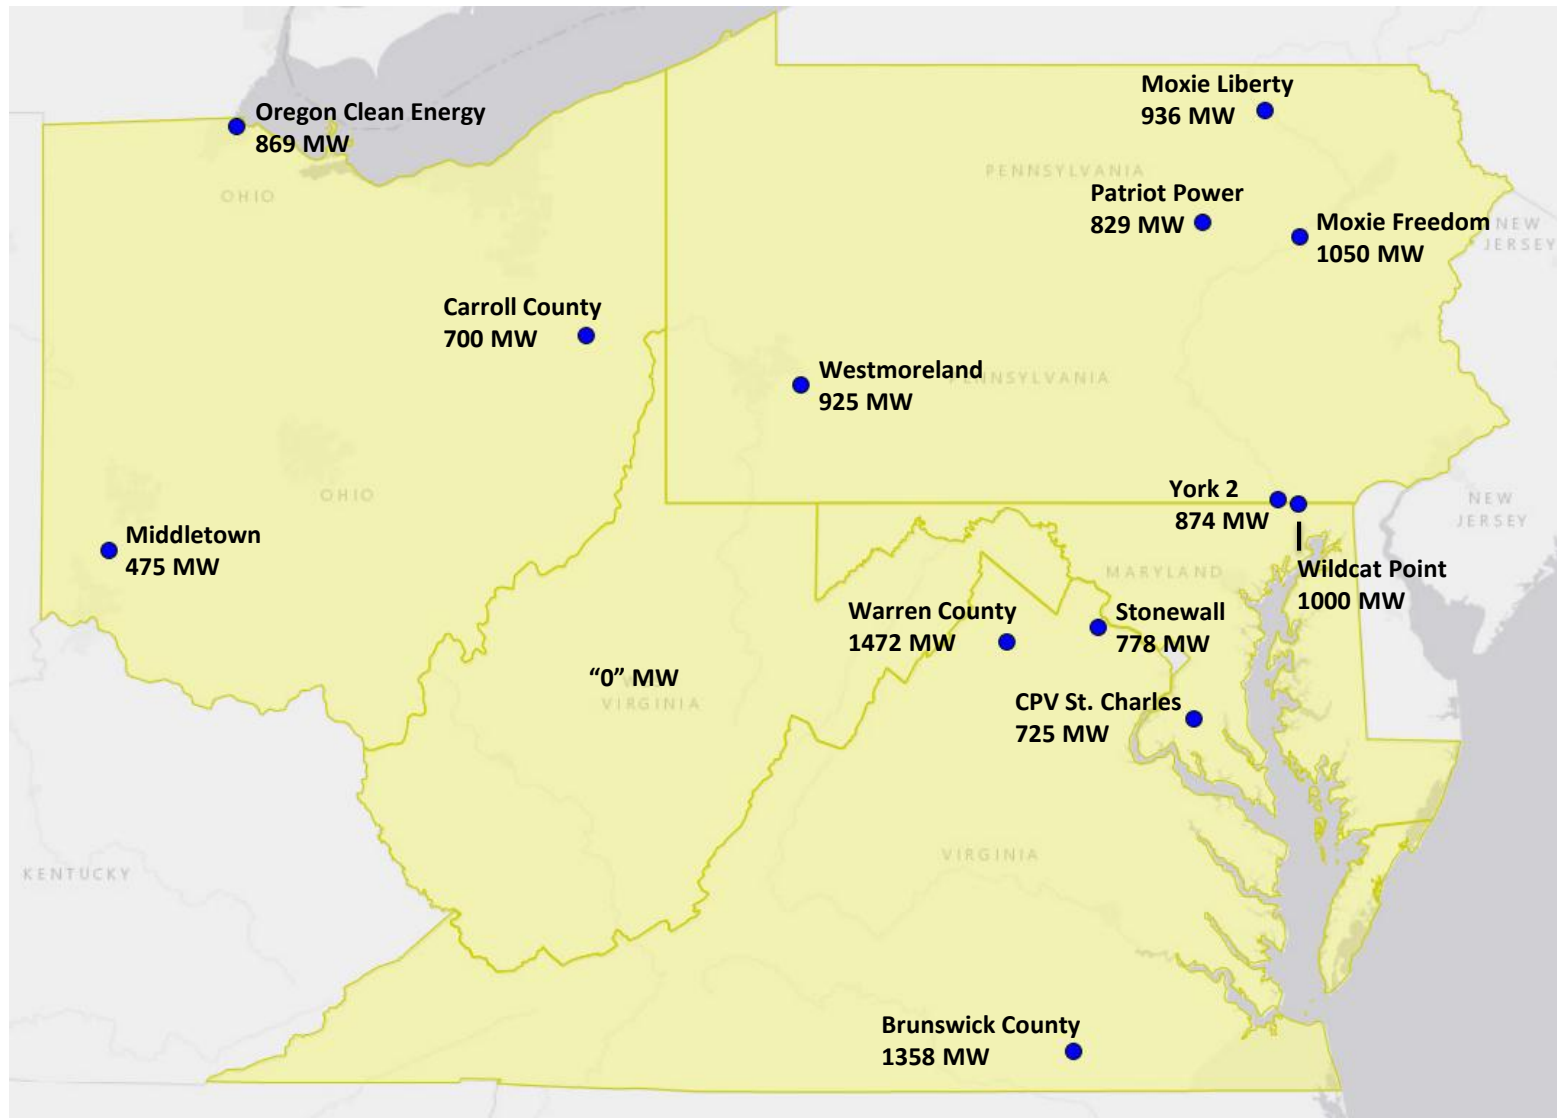 Moxie Liberty
936 MW
Oregon Clean Energy
869 MW
PENNSYLVANIA
OHIO
Patriot Power
829 MW
Moxie Freedom
1050 MW
NEW
JERSEY
Carroll County
700 MW
Westmoreland
925 MW
PENNSYLVANIA
York 2
874 MW
OHIO
NEW
JERSEY
Middletown
475 MW
Wildcat Point
1000 MW
MARYLAND
Warren County
1472 MW
Stonewall
778 MW
“0” MW
VIRGINIA
CPV St. Charles
725 MW
VIRGINIA
KENTUCKY
Brunswick County
1358 MW